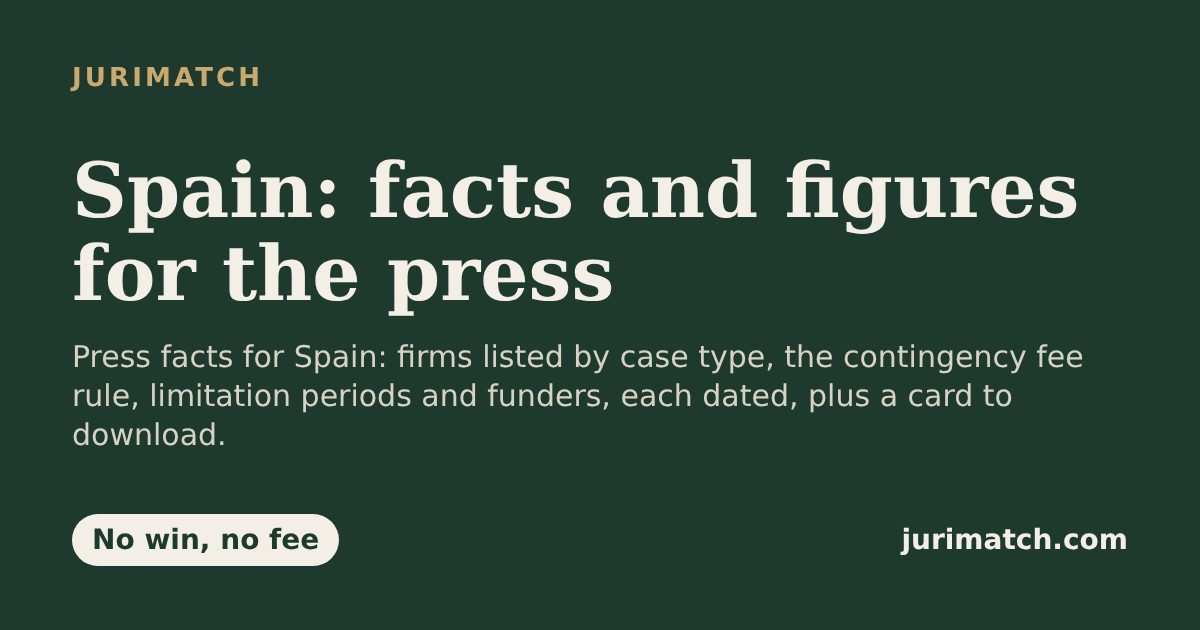 JURIMATCH
Spain: facts and figures
for the press
Press facts for Spain: firms listed by case type, the contingency fee
rule, limitation periods and funders, each dated, plus a card to
download.
No win, no fee
jurimatch.com